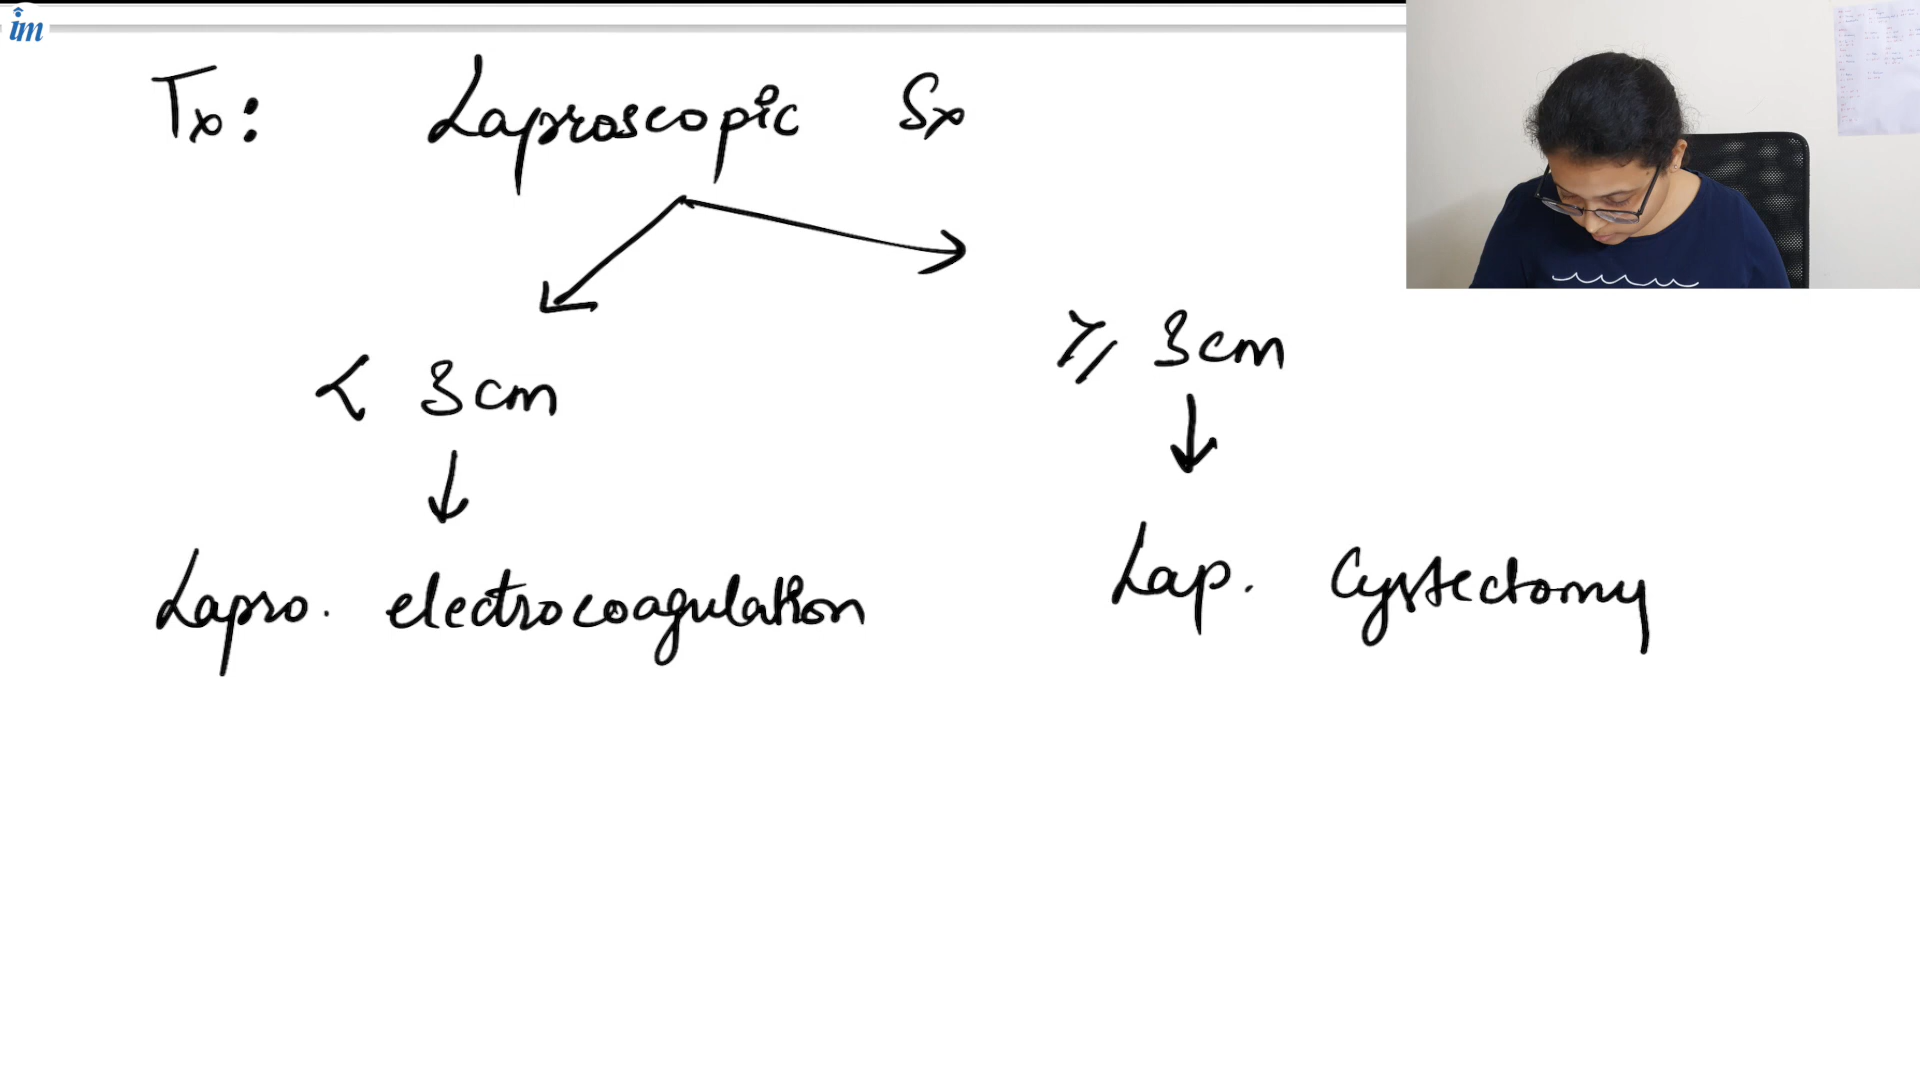 im
Tx: Laproscopic Sx
< 3cm
⩾ 3cm
Lapro. electrocoagulation
Lap. Cystectomy